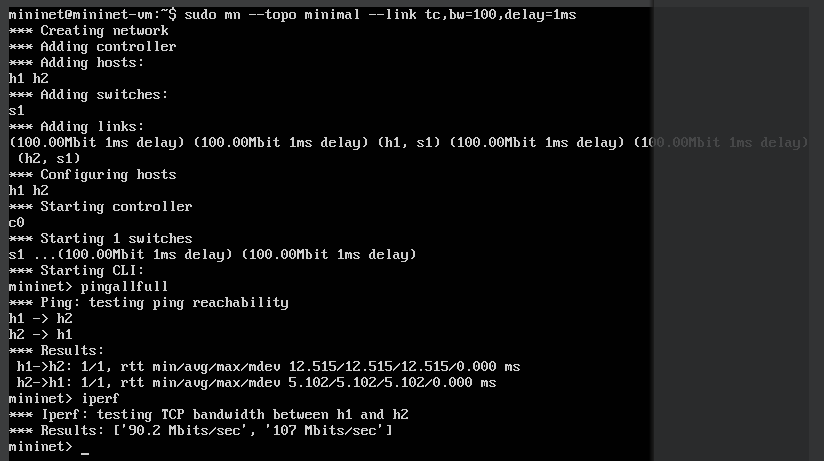 mininet@mininet-vm:~$ sudo mn --topo minimal --link tc,bw=100,delay=1ms
*** Creating network
*** Adding controller
*** Adding hosts:
h1 h2
*** Adding switches:
s1
*** Adding links:
(100.00Mbit 1ms delay) (100.00Mbit 1ms delay) (h1, s1) (100.00Mbit 1ms delay) (100.00Mbit 1ms delay)
 (h2, s1)
*** Configuring hosts
h1 h2
*** Starting controller
c0
*** Starting 1 switches
s1 ...(100.00Mbit 1ms delay) (100.00Mbit 1ms delay)
*** Starting CLI:
mininet> pingallfull
*** Ping: testing ping reachability
h1 -> h2
h2 -> h1
*** Results:
 h1->h2: 1/1, rtt min/avg/max/mdev 12.515/12.515/12.515/0.000 ms
 h2->h1: 1/1, rtt min/avg/max/mdev 5.102/5.102/5.102/0.000 ms
mininet> iperf
*** Iperf: testing TCP bandwidth between h1 and h2
*** Results: ['90.2 Mbits/sec', '107 Mbits/sec']
mininet> _